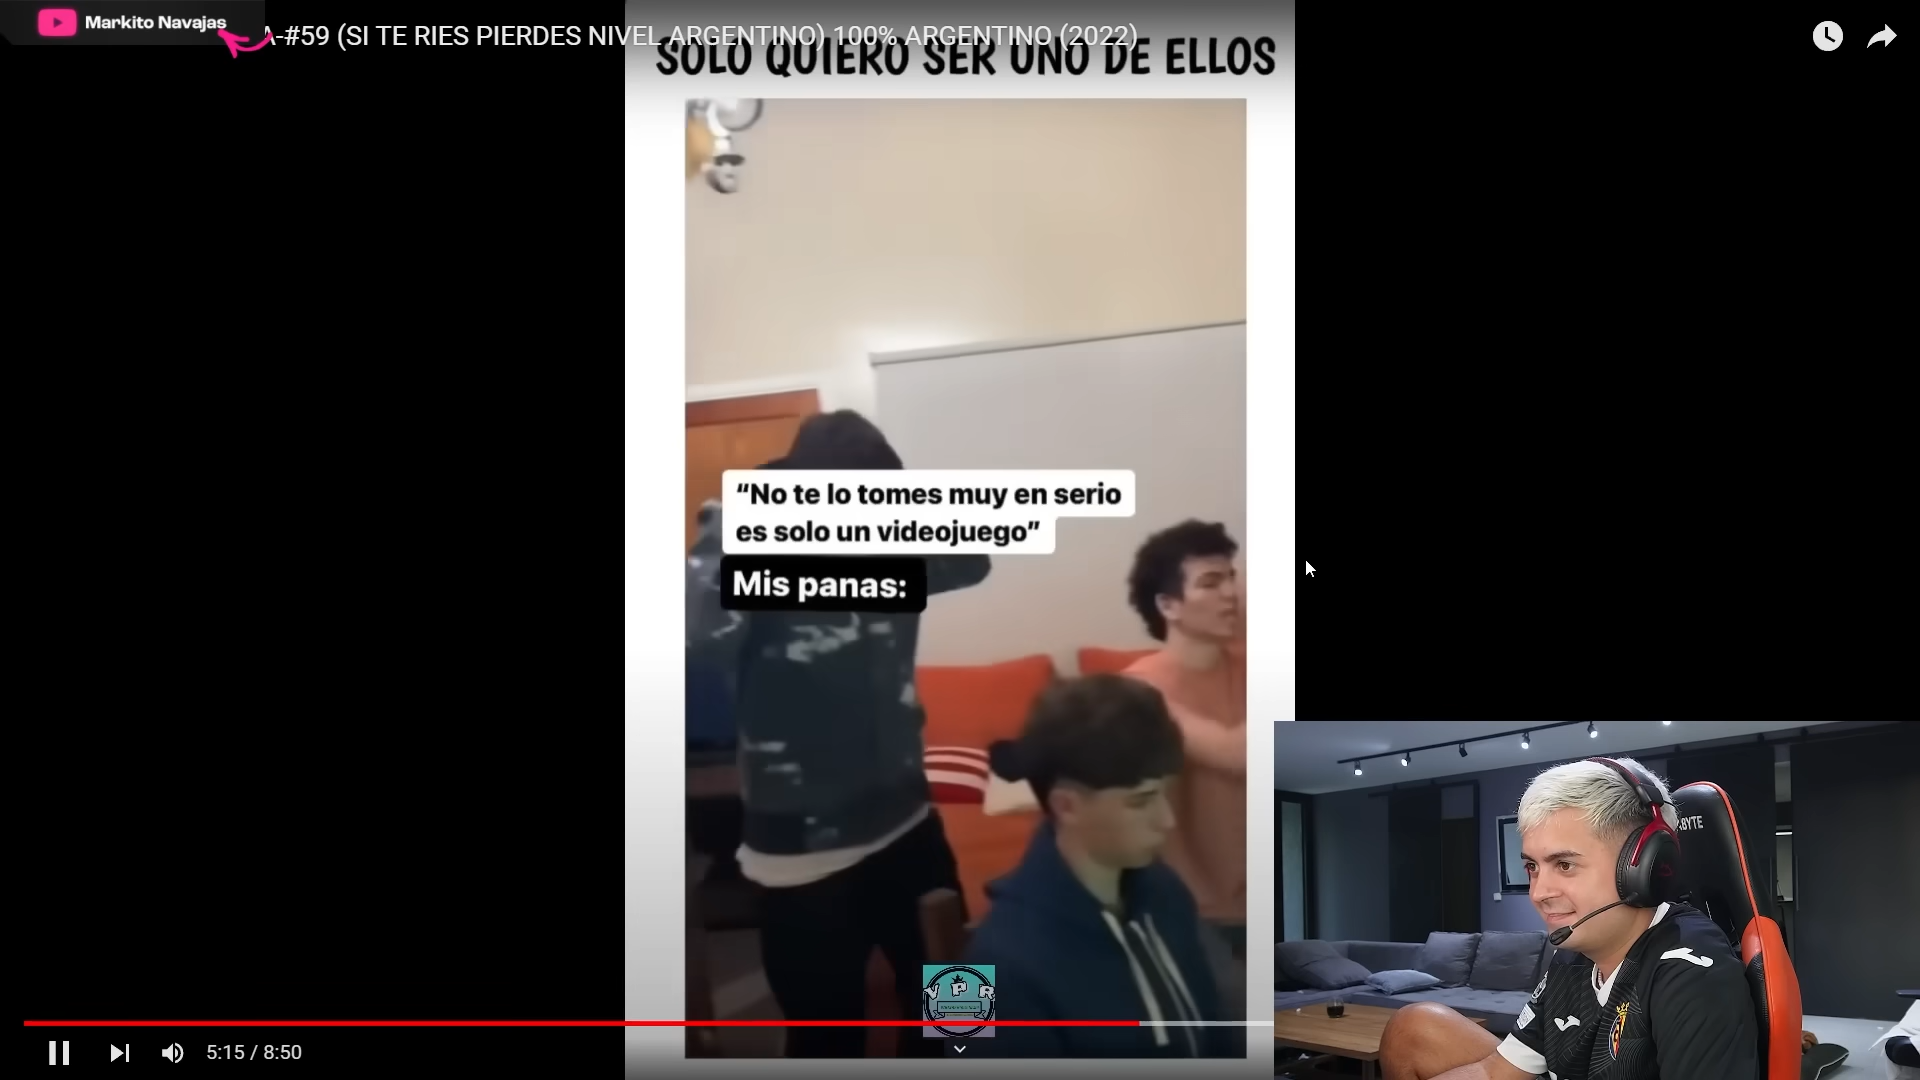 Markito Navajas
A-#59 (SI TE RIES PIERDES NIVEL ARGENTINO) 100% ARGENTINO (2022)
SOLO QUIERO SER UNO DE ELLOS
“No te lo tomes muy en serio
es solo un videojuego”
Mis panas:
VPR
5:15 / 8:50